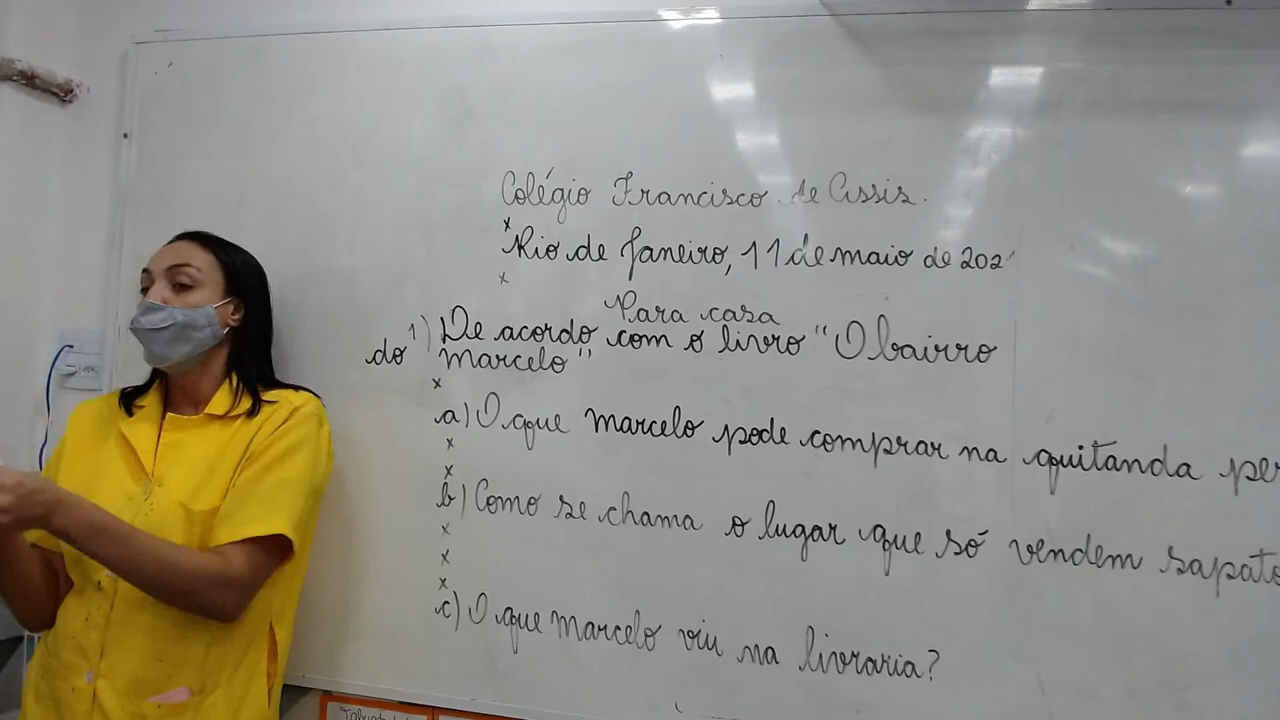 Colégio Francisco de Assis.
x
Rio de Janeiro, 11 de maio de 202
x
Para casa
1) De acordo com o livro "O bairro
do Marcelo"
x
a) O que Marcelo pode comprar na quitanda
x
x
b) Como se chama o lugar que só vendem
x
x
x
c) O que Marcelo viu na livraria?